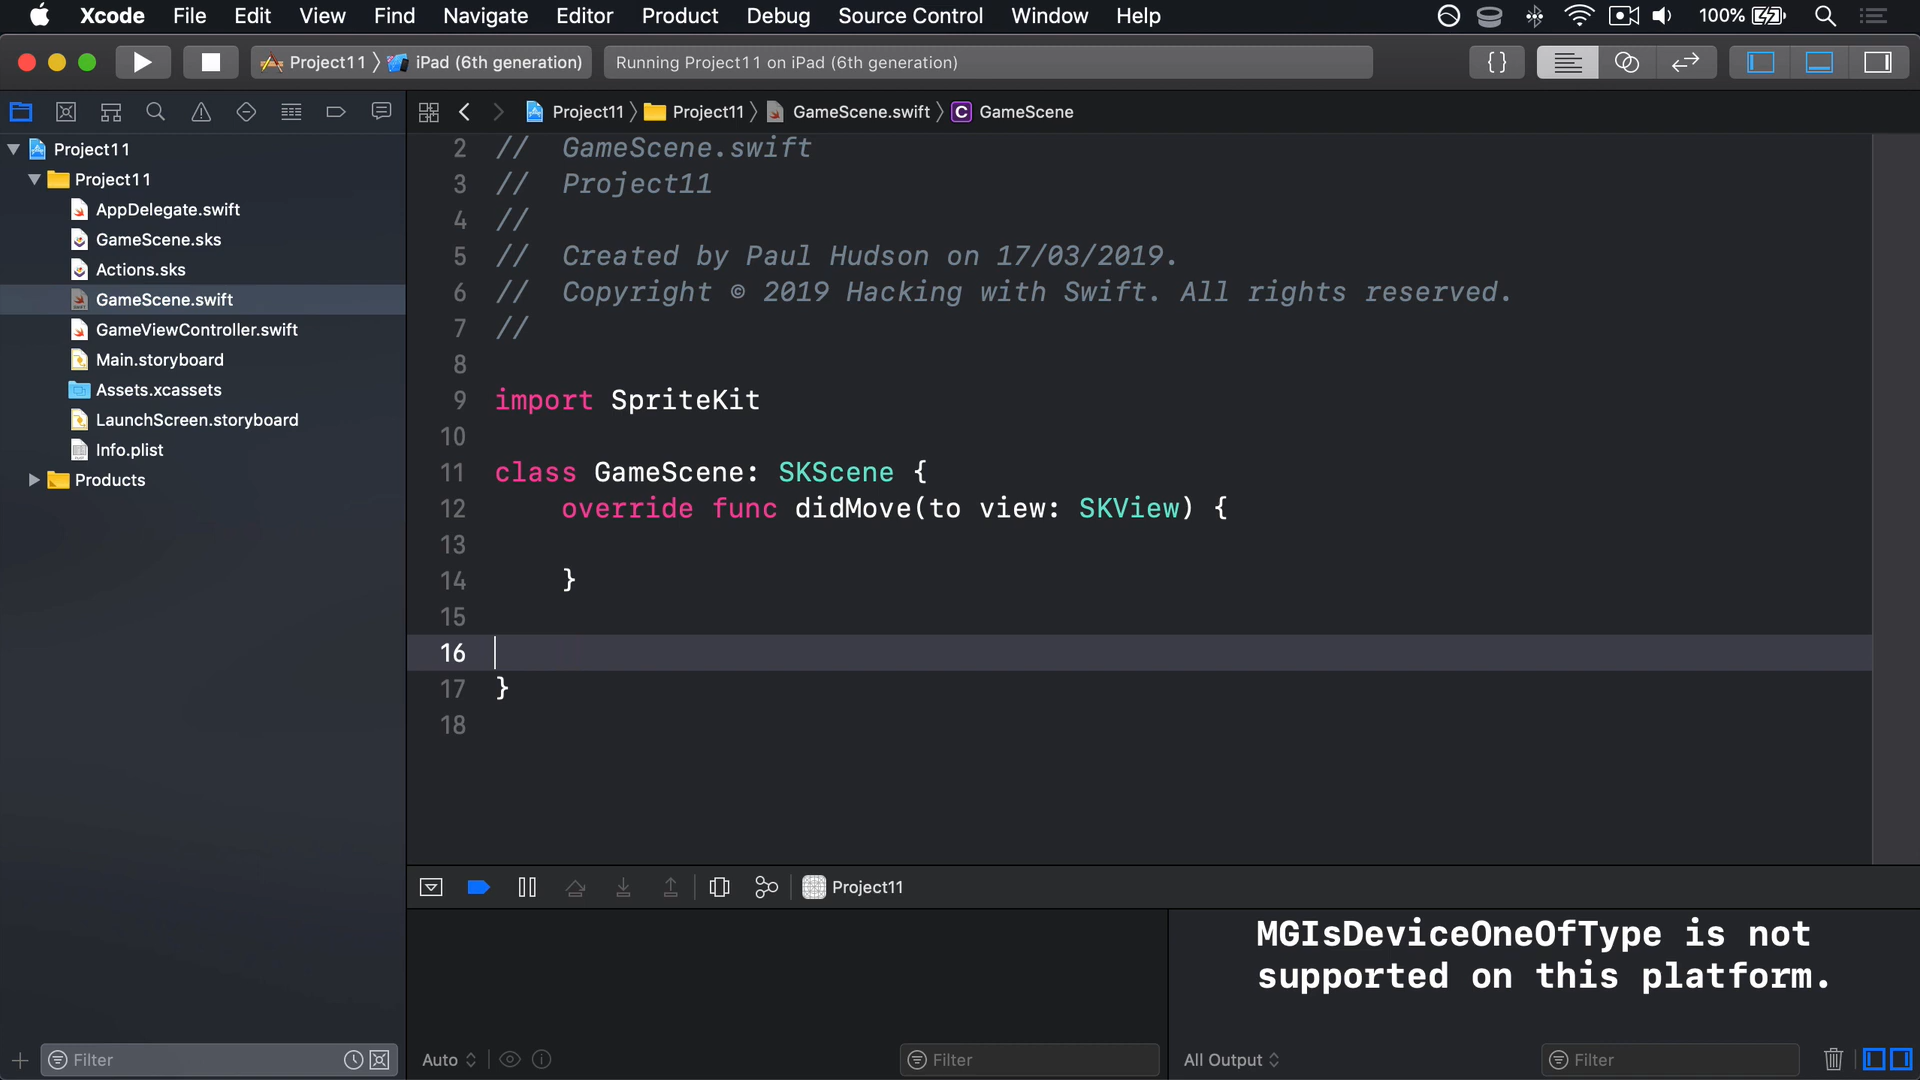 Xcode File Edit View Find Navigate Editor Product Debug Source Control Window Help 100%
Project11 iPad (6th generation) Running Project11 on iPad (6th generation) {}
Project11 Project11 GameScene.swift C GameScene
Project11
Project11
AppDelegate.swift
GameScene.sks
Actions.sks
GameScene.swift
GameViewController.swift
Main.storyboard
Assets.xcassets
LaunchScreen.storyboard
Info.plist
Products
2 //  GameScene.swift
3 //  Project11
4 //
5 //  Created by Paul Hudson on 17/03/2019.
6 //  Copyright © 2019 Hacking with Swift. All rights reserved.
7 //
8
9 import SpriteKit
10
11 class GameScene: SKScene {
12     override func didMove(to view: SKView) {
13
14     }
15
16
17 }
18
Project11
MGIsDeviceOneOfType is not
supported on this platform.
Filter Auto Filter All Output Filter